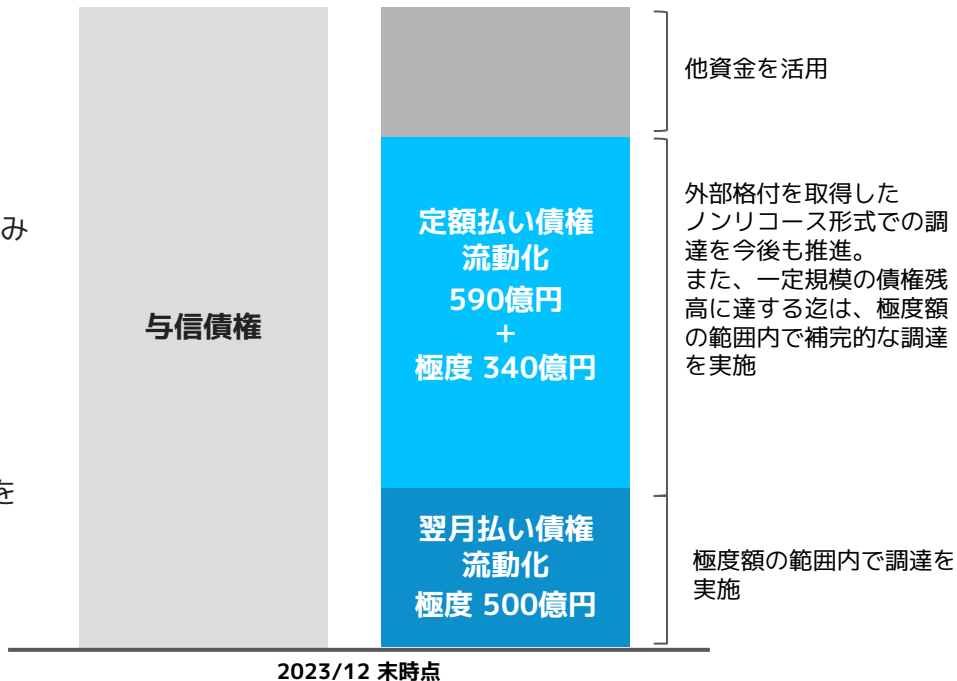 み
を
与信債権
定額払い債権
流動化
590億円
+
極度 340億円
翌月払い債権
流動化
極度 500億円
他資金を活用
外部格付を取得した
ノンリコース形式での調
達を今後も推進。
また、一定規模の債権残
高に達する迄は、極度額
の範囲内で補完的な調達
を実施
極度額の範囲内で調達を
実施
2023/12 末時点